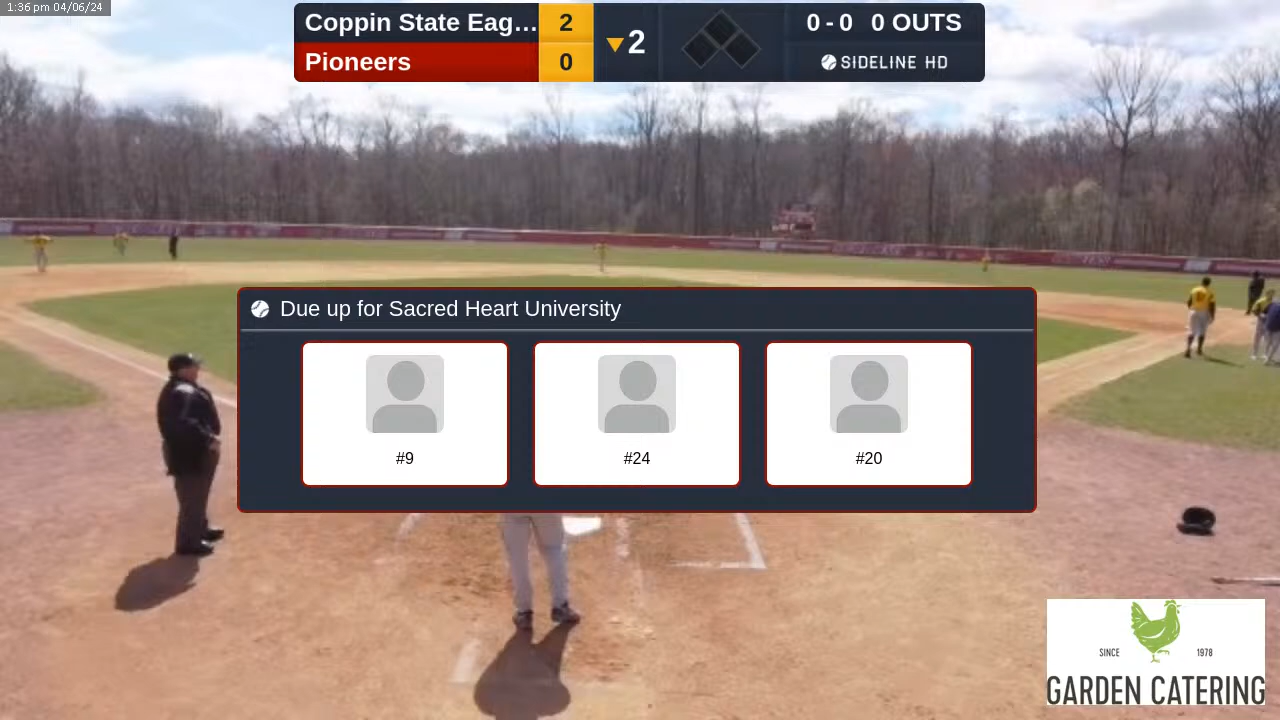 1:36 pm 04/06/24
Coppin State Eag... 2
Pioneers 0
2
0 - 0 0 OUTS
SIDELINE HD
Due up for Sacred Heart University
#9
#24
#20
SINCE 1978
GARDEN CATERING